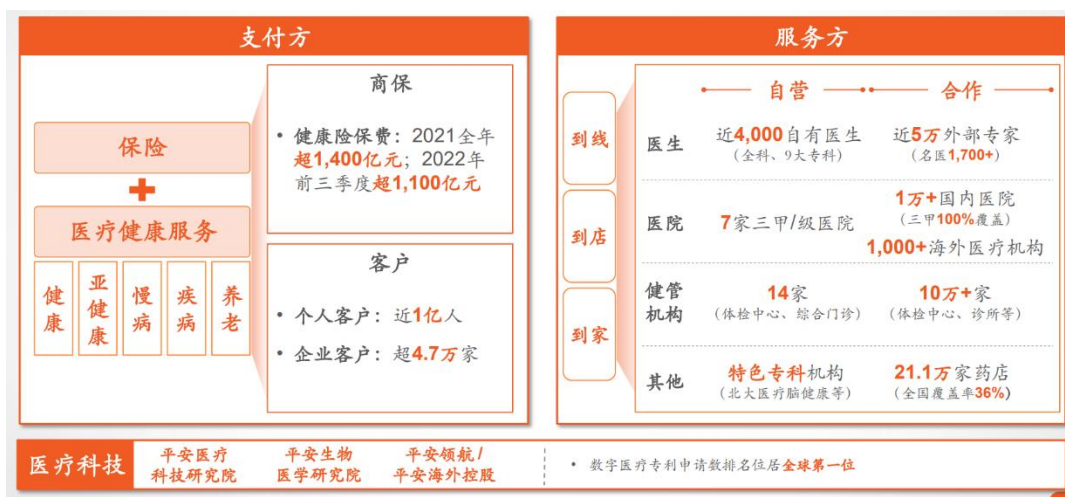 支付方
保险
医疗健康服务
健康
亚健康
慢病
疾病
养老
商保
• 健康险保费：2021全年
超1,400亿元；2022年
前三季度超1,100亿元
客户
• 个人客户：近1亿人
• 企业客户：超4.7万家
服务方
到线
到店
到家
自营 合作
医生 近4,000自有医生 近5万外部专家
（全科、9大专科） （名医1,700+）
1万+国内医院
医院 7家三甲/级医院 （三甲100%覆盖）
1,000+海外医疗机构
健管
机构
14家 10万+家
（体检中心、综合门诊） （体检中心、诊所等）
其他 特色专科机构 21.1万家药店
（北大医疗脑健康等） （全国覆盖率36%）
医疗科技
平安医疗
科技研究院
平安生物
医学研究院
平安领航/
平安海外控股
• 数字医疗专利申请数排名位居全球第一位